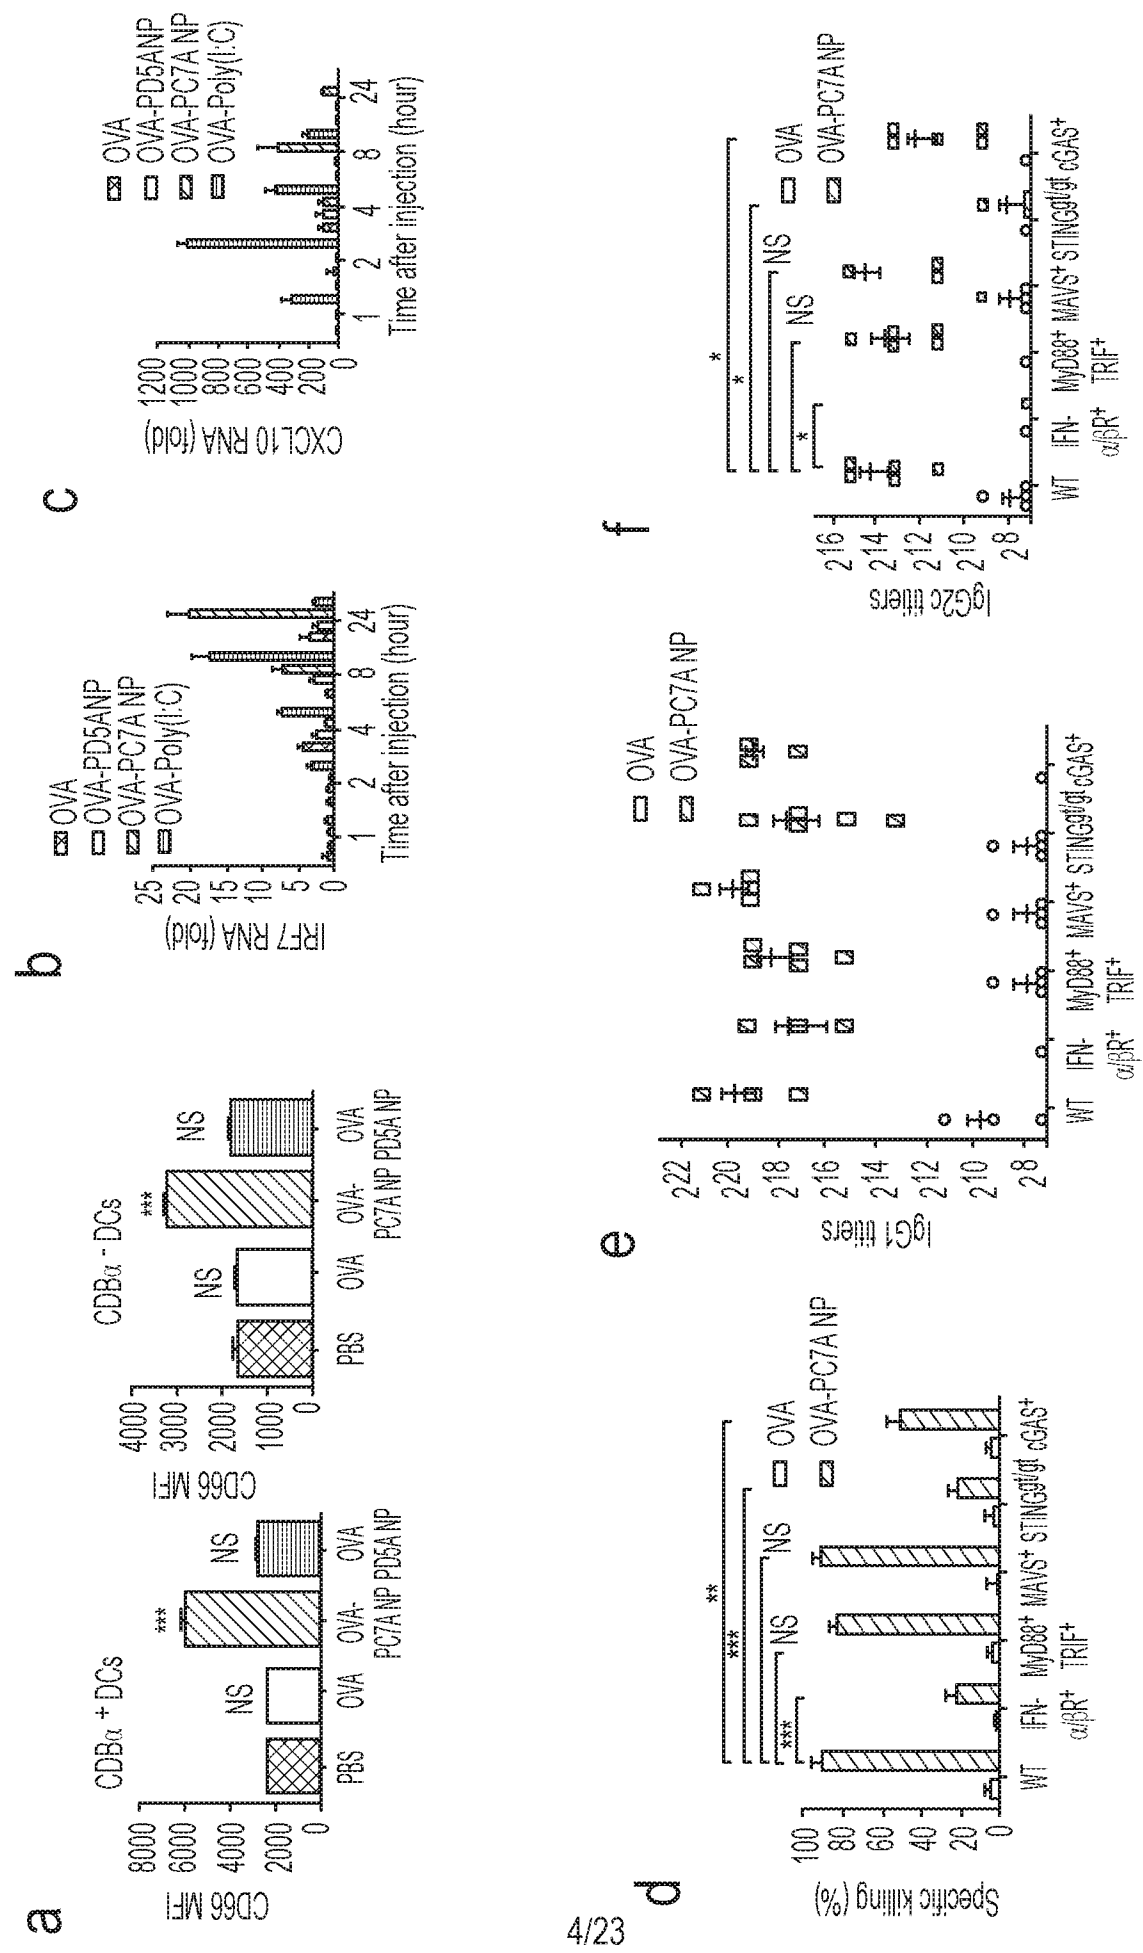 a
CDBα + DCs
CD66 MFI
8000
6000
4000
2000
0
NS
***
NS
PBS
OVA
OVA-
PC7A NP
OVA
PD5A NP
CDBα - DCs
CD66 MFI
4000
3000
2000
1000
0
NS
***
NS
PBS
OVA
OVA-
PC7A NP
OVA
PD5A NP
b
IRF7 RNA (fold)
25
20
15
10
5
0
OVA
OVA-PD5ANP
OVA-PC7A NP
OVA-Poly(I:C)
1 2 4 8 24
Time after injection (hour)
c
CXCL10 RNA (fold)
1200
1000
800
600
400
200
0
OVA
OVA-PD5ANP
OVA-PC7A NP
OVA-Poly(I:C)
1 2 4 8 24
Time after injection (hour)
d
Specific killing (%)
100
80
60
40
20
0
OVA
OVA-PC7A NP
**
***
NS
NS
***
WT IFN- MyD88+ MAVS+ STINGgt/gt cGAS+
α/βR+ TRIF+
e
IgG1 titiers
222
220
218
216
214
212
210
28
OVA
OVA-PC7A NP
WT IFN- MyD88+ MAVS+ STINGgt/gt cGAS+
α/βR+ TRIF+
f
IgG2c titiers
216
214
212
210
28
OVA
OVA-PC7A NP
*
*
NS
NS
*
WT IFN- MyD88+ MAVS+ STINGgt/gt cGAS+
α/βR+ TRIF+
4/23